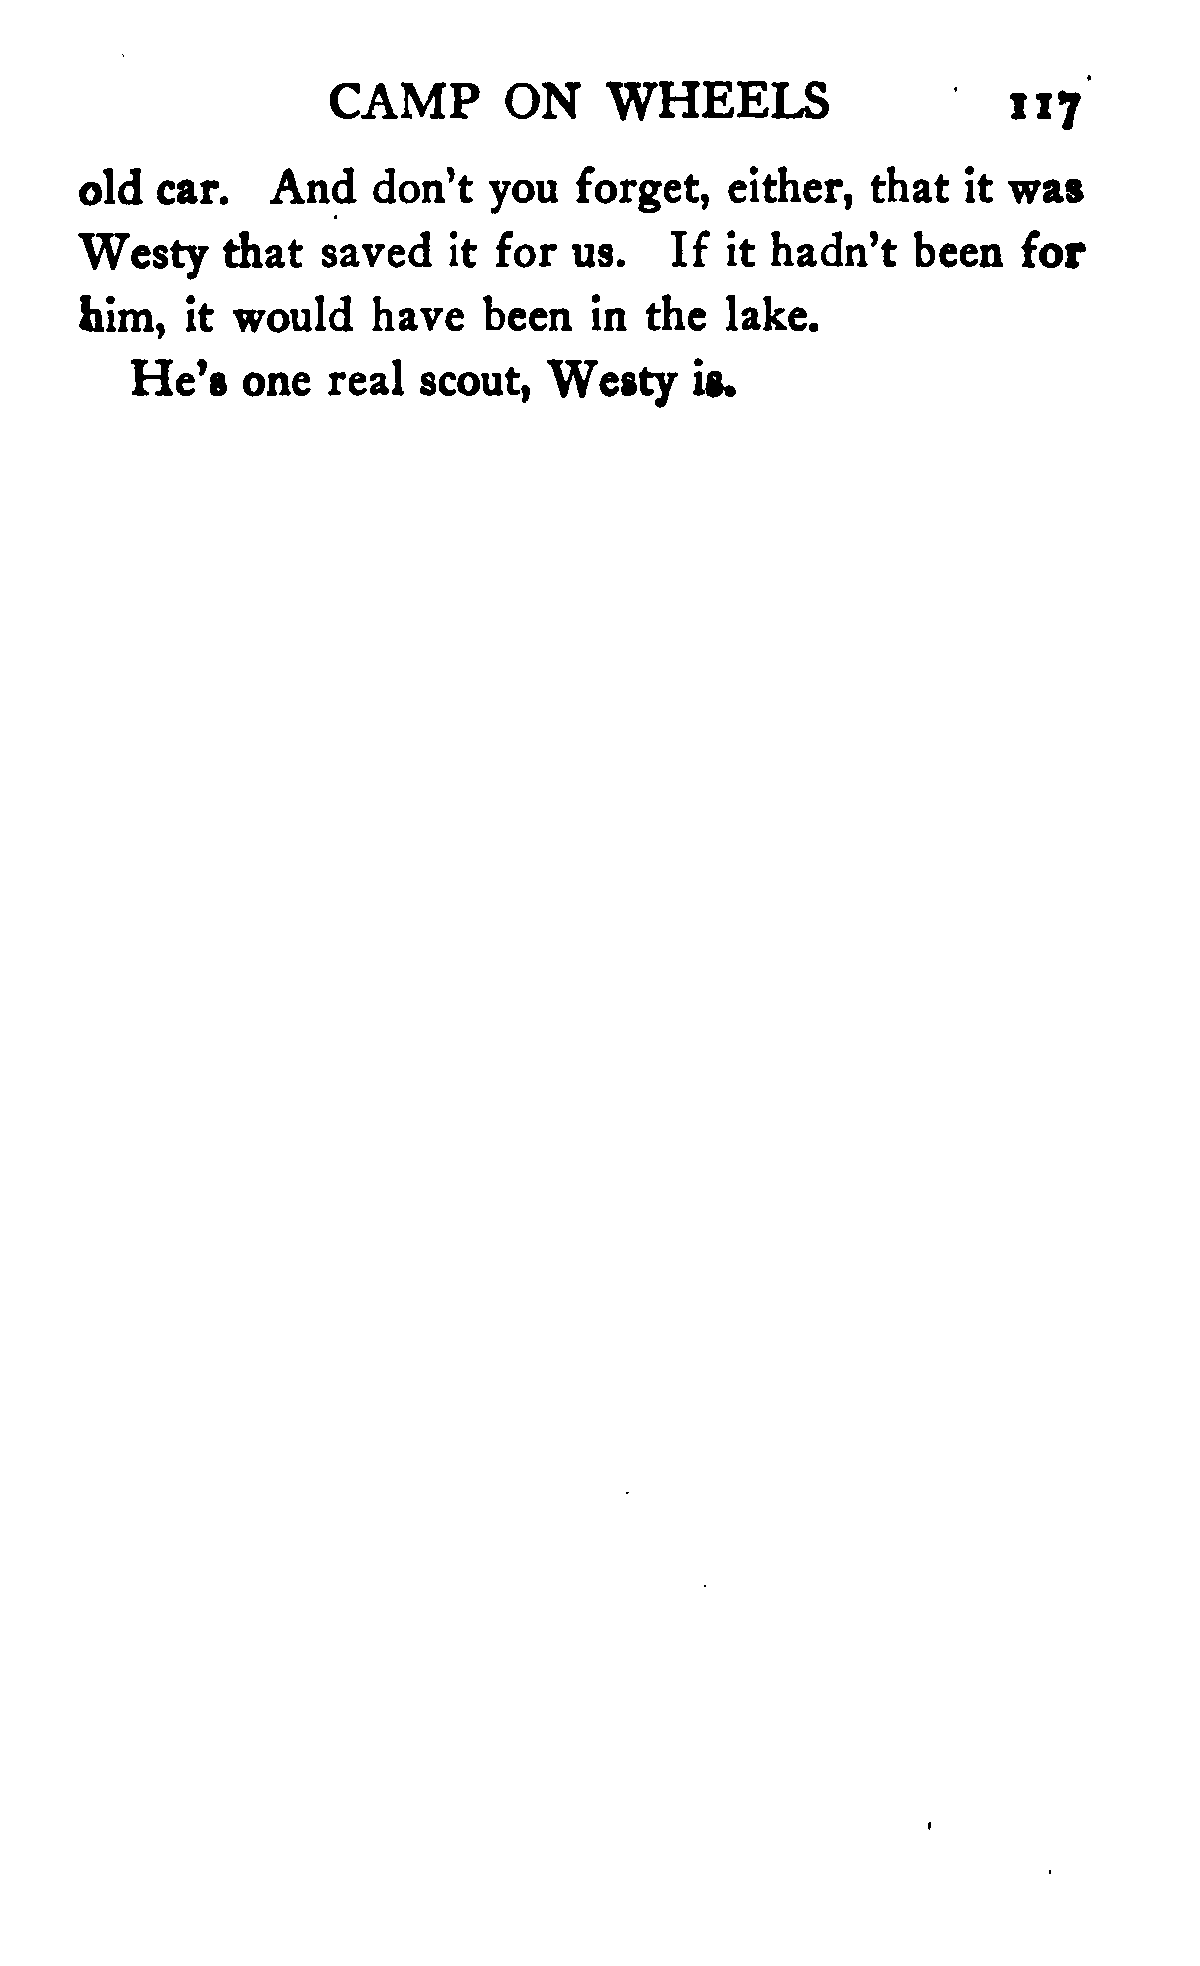 CAMP ON WHEELS 117
old car. And don't you forget, either, that it was
Westy that saved it for us. If it hadn't been for
him, it would have been in the lake.
He's one real scout, Westy is.